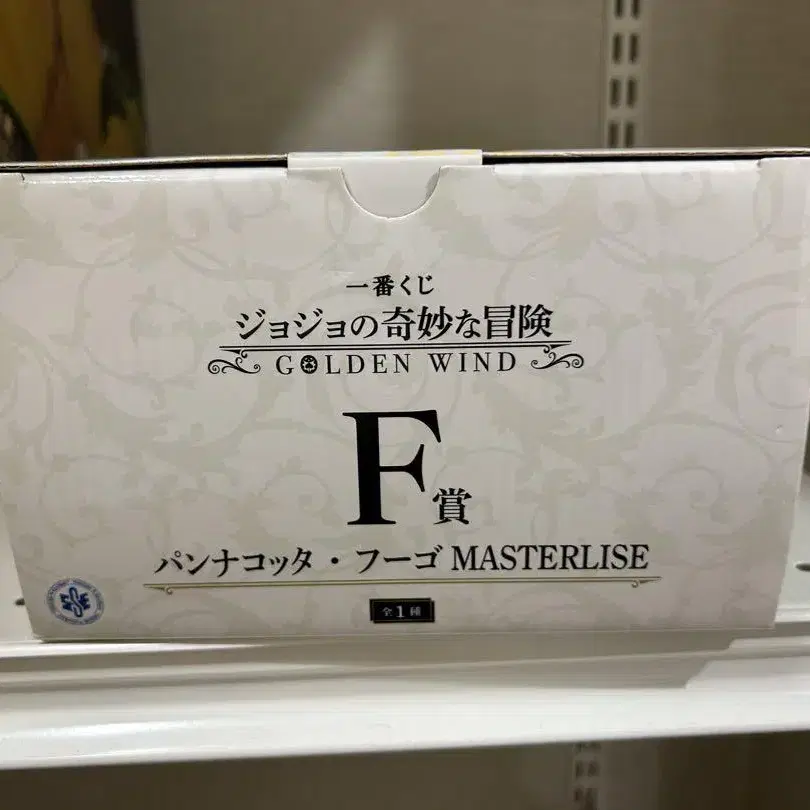 一番くじ
ジョジョの奇妙な冒険
GOLDEN WIND
F賞
パンナコッタ・フーゴ MASTERLISE
全1種